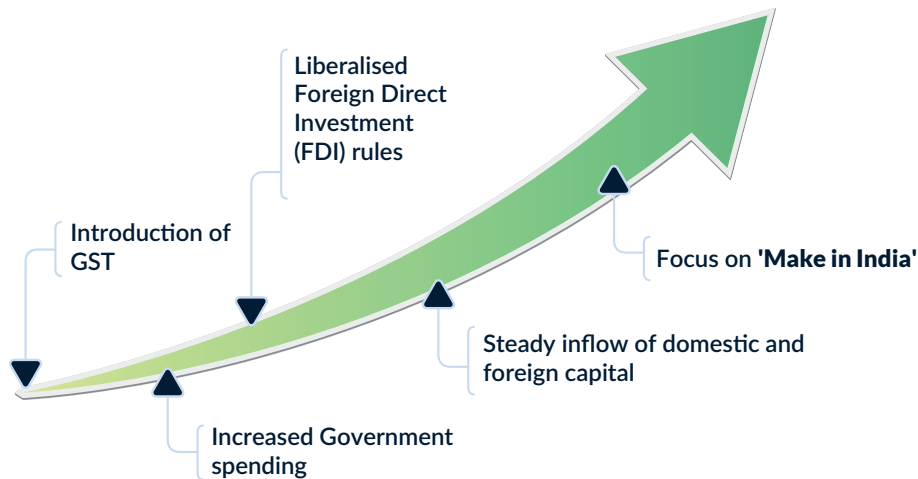 Liberalised
Foreign Direct
Investment
(FDI) rules
Introduction of
GST
Focus on 'Make in India'
Steady inflow of domestic and
foreign capital
Increased Government
spending